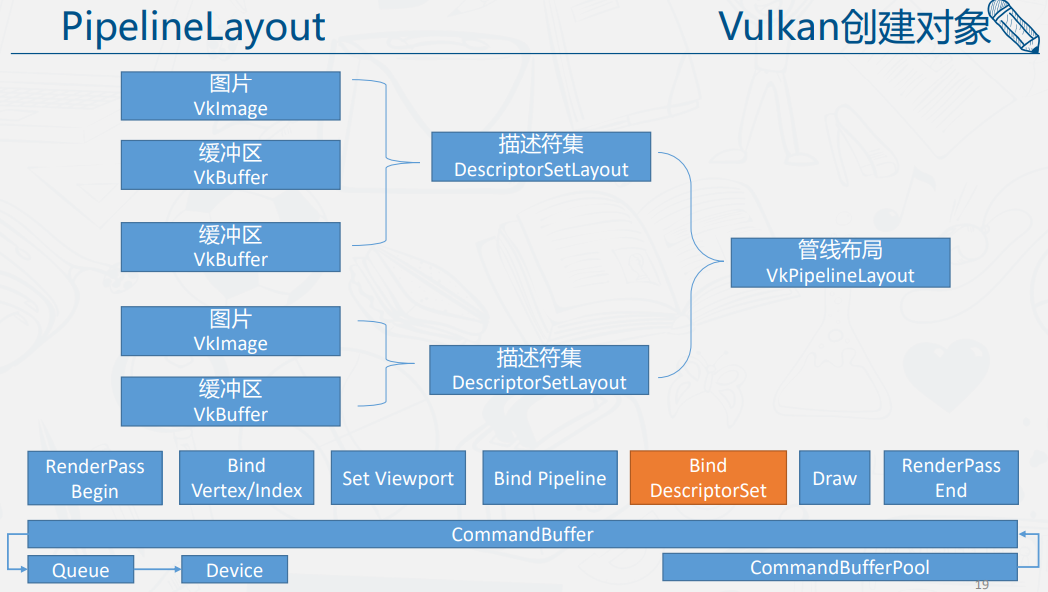 PipelineLayout
Vulkan创建对象
图片
VkImage
缓冲区
VkBuffer
缓冲区
VkBuffer
图片
VkImage
缓冲区
VkBuffer
描述符集
DescriptorSetLayout
描述符集
DescriptorSetLayout
管线布局
VkPipelineLayout
RenderPass
Begin
Bind
Vertex/Index
Set Viewport
Bind Pipeline
Bind
DescriptorSet
Draw
RenderPass
End
CommandBuffer
Queue
Device
CommandBufferPool
19